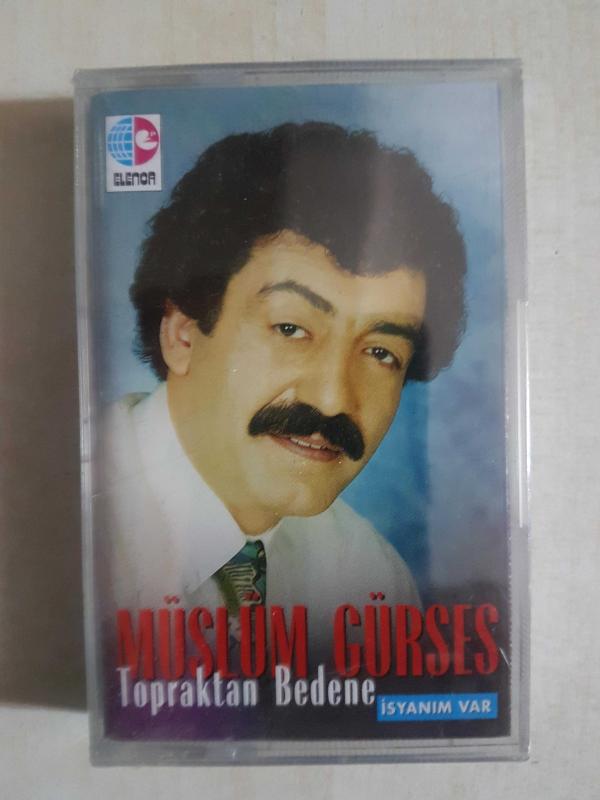 ELENOR
MÜSLÜM GÜRSES
Topraktan Bedene
İSYANIM VAR